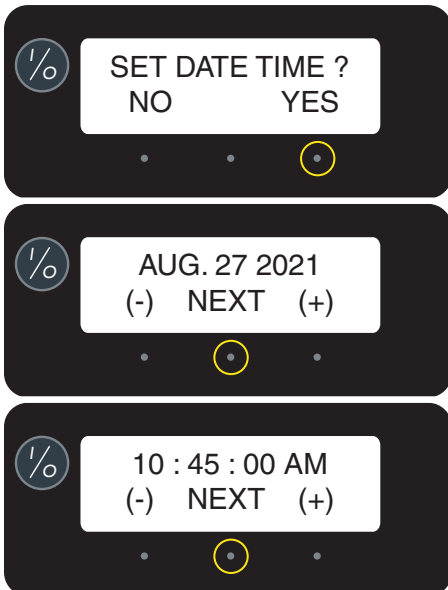 I/O
SET DATE TIME ?
NO YES
I/O
AUG. 27 2021
(-) NEXT (+)
I/O
10 : 45 : 00 AM
(-) NEXT (+)